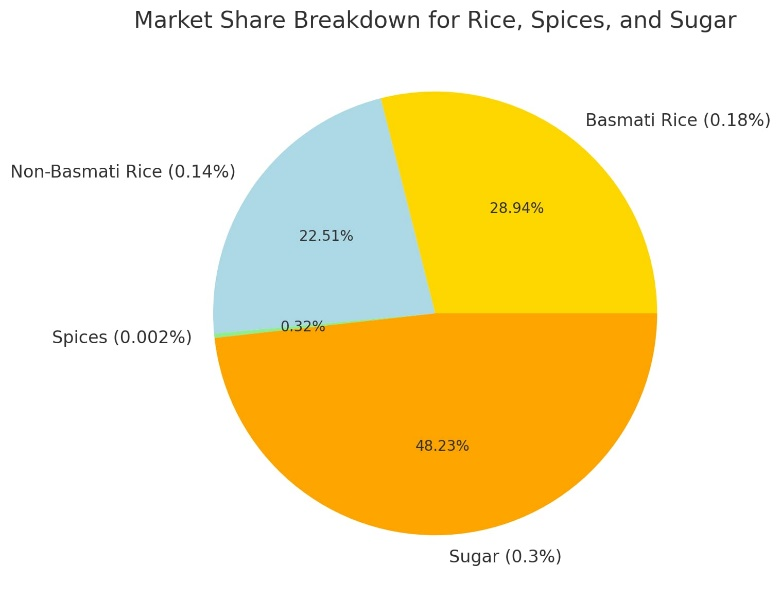 Market Share Breakdown for Rice, Spices, and Sugar
Basmati Rice (0.18%)
Non-Basmati Rice (0.14%)
28.94%
22.51%
0.32%
Spices (0.002%)
48.23%
Sugar (0.3%)